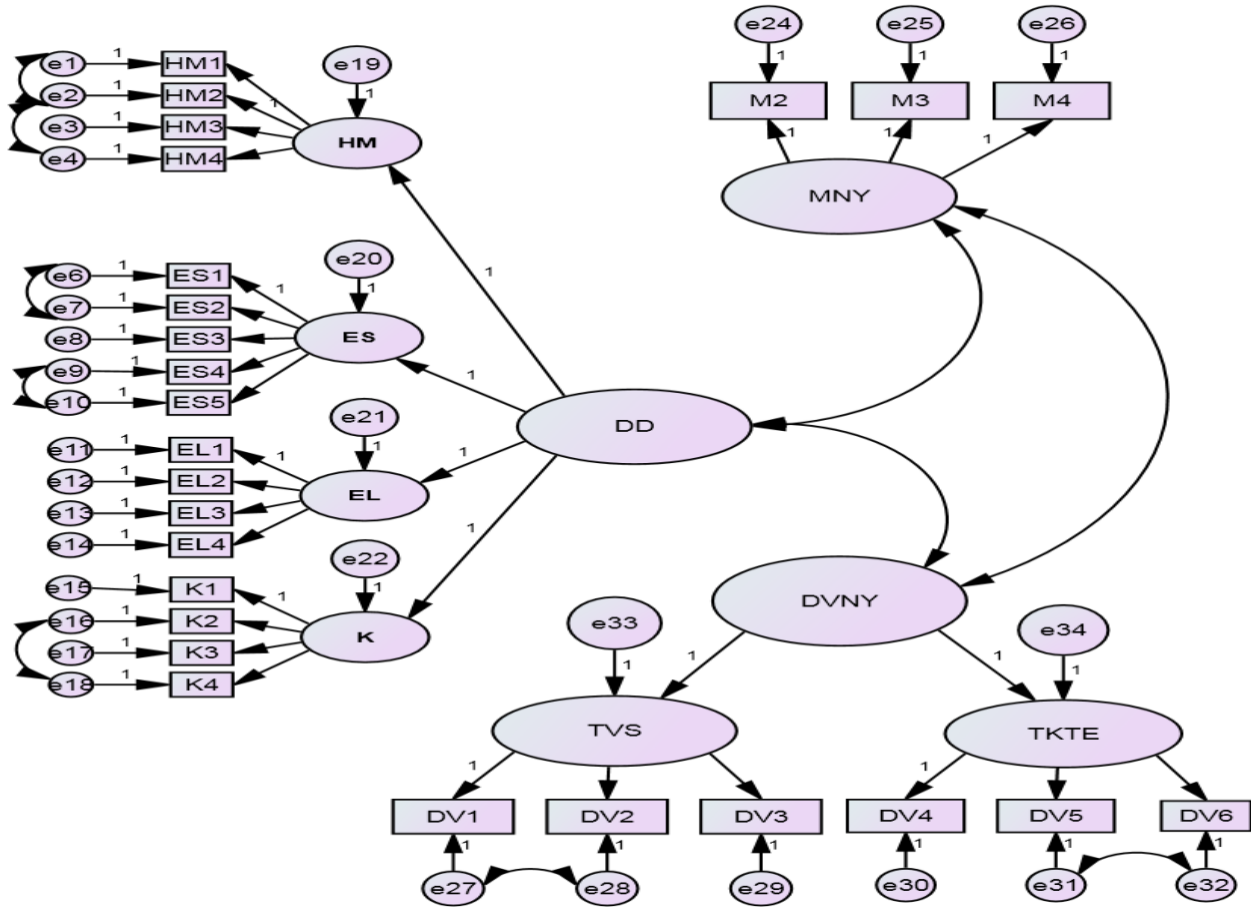 e24 e25 e26
1 1 1
M2 M3 M4
1 1 1
MNY
e1 1 HM1
e2 1 HM2
e3 1 HM3
e4 1 HM4
1
e19
1
HM
1
e6 1 ES1
e7 1 ES2
e8 1 ES3
e9 1 ES4
e10 1 ES5
1
e20
1
ES
1
DD
e11 1 EL1
e12 1 EL2
e13 1 EL3
e14 1 EL4
1
e21
1
EL
1
e15 1 K1
e16 1 K2
e17 1 K3
e18 1 K4
1
e22
1
K
1
DVNY
e33 e34
1 1 1 1
TVS TKTE
1 1
DV1 DV2 DV3 DV4 DV5 DV6
1 1 1 1 1 1
e27 e28 e29 e30 e31 e32